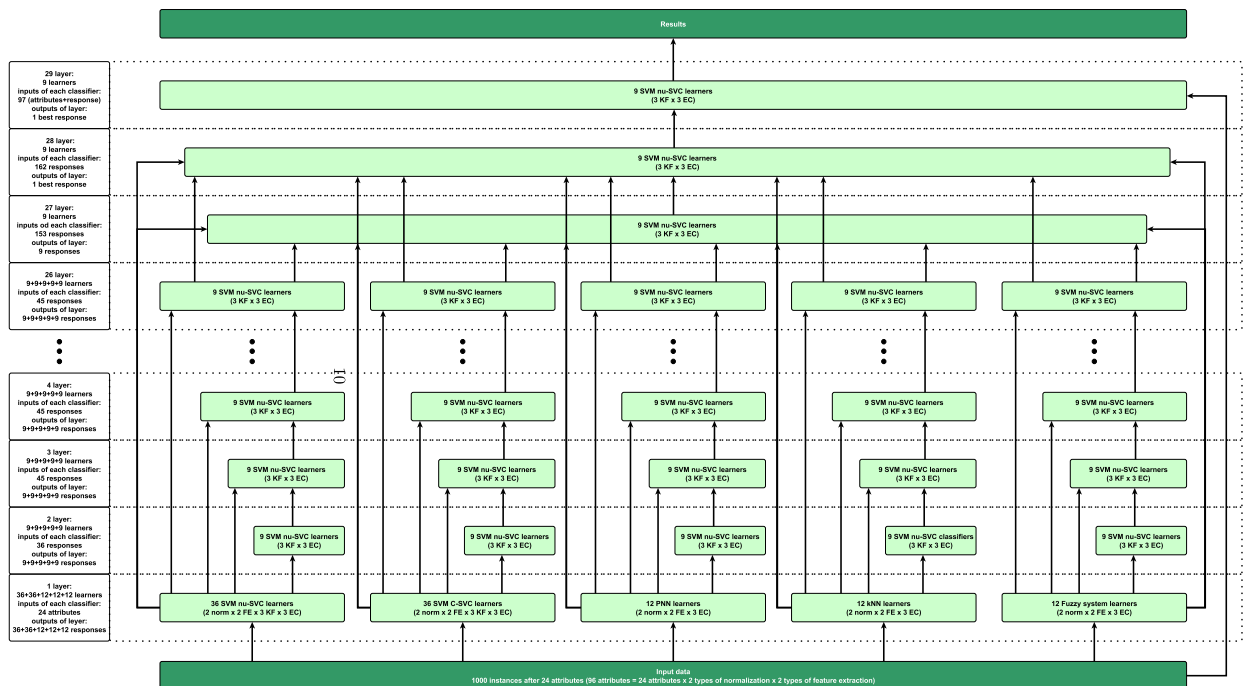 Results
29 layer:
9 learners
inputs of each classifier:
97 (attributes+response)
outputs of layer:
1 best response
9 SVM nu-SVC learners
(3 KF x 3 EC)
28 layer:
9 learners
inputs of each classifier:
162 responses
outputs of layer:
1 best response
9 SVM nu-SVC learners
(3 KF x 3 EC)
27 layer:
9 learners
inputs od each classifier:
153 responses
outputs of layer:
9 responses
9 SVM nu-SVC learners
(3 KF x 3 EC)
26 layer:
9+9+9+9+9 learners
inputs of each classifier:
45 responses
outputs of layer:
9+9+9+9+9 responses
9 SVM nu-SVC learners
(3 KF x 3 EC)
9 SVM nu-SVC learners
(3 KF x 3 EC)
9 SVM nu-SVC learners
(3 KF x 3 EC)
9 SVM nu-SVC learners
(3 KF x 3 EC)
9 SVM nu-SVC learners
(3 KF x 3 EC)
10
4 layer:
9+9+9+9+9 learners
inputs of each classifier:
45 responses
outputs of layer:
9+9+9+9+9 responses
9 SVM nu-SVC learners
(3 KF x 3 EC)
9 SVM nu-SVC learners
(3 KF x 3 EC)
9 SVM nu-SVC learners
(3 KF x 3 EC)
9 SVM nu-SVC learners
(3 KF x 3 EC)
9 SVM nu-SVC learners
(3 KF x 3 EC)
3 layer:
9+9+9+9+9 learners
inputs of each classifier:
45 responses
outputs of layer:
9+9+9+9+9 responses
9 SVM nu-SVC learners
(3 KF x 3 EC)
9 SVM nu-SVC learners
(3 KF x 3 EC)
9 SVM nu-SVC learners
(3 KF x 3 EC)
9 SVM nu-SVC learners
(3 KF x 3 EC)
9 SVM nu-SVC learners
(3 KF x 3 EC)
2 layer:
9+9+9+9+9 learners
inputs of each classifier:
36 responses
outputs of layer:
9+9+9+9+9 responses
9 SVM nu-SVC learners
(3 KF x 3 EC)
9 SVM nu-SVC learners
(3 KF x 3 EC)
9 SVM nu-SVC learners
(3 KF x 3 EC)
9 SVM nu-SVC classifiers
(3 KF x 3 EC)
9 SVM nu-SVC learners
(3 KF x 3 EC)
1 layer:
36+36+12+12+12 learners
inputs of each classifier:
24 attributes
outputs of layer:
36+36+12+12+12 responses
36 SVM nu-SVC learners
(2 norm x 2 FE x 3 KF x 3 EC)
36 SVM C-SVC learners
(2 norm x 2 FE x 3 KF x 3 EC)
12 PNN learners
(2 norm x 2 FE x 3 EC)
12 kNN learners
(2 norm x 2 FE x 3 EC)
12 Fuzzy system learners
(2 norm x 2 FE x 3 EC)
Input data
1000 instances after 24 attributes (96 attributes = 24 attributes x 2 types of normalization x 2 types of feature extraction)